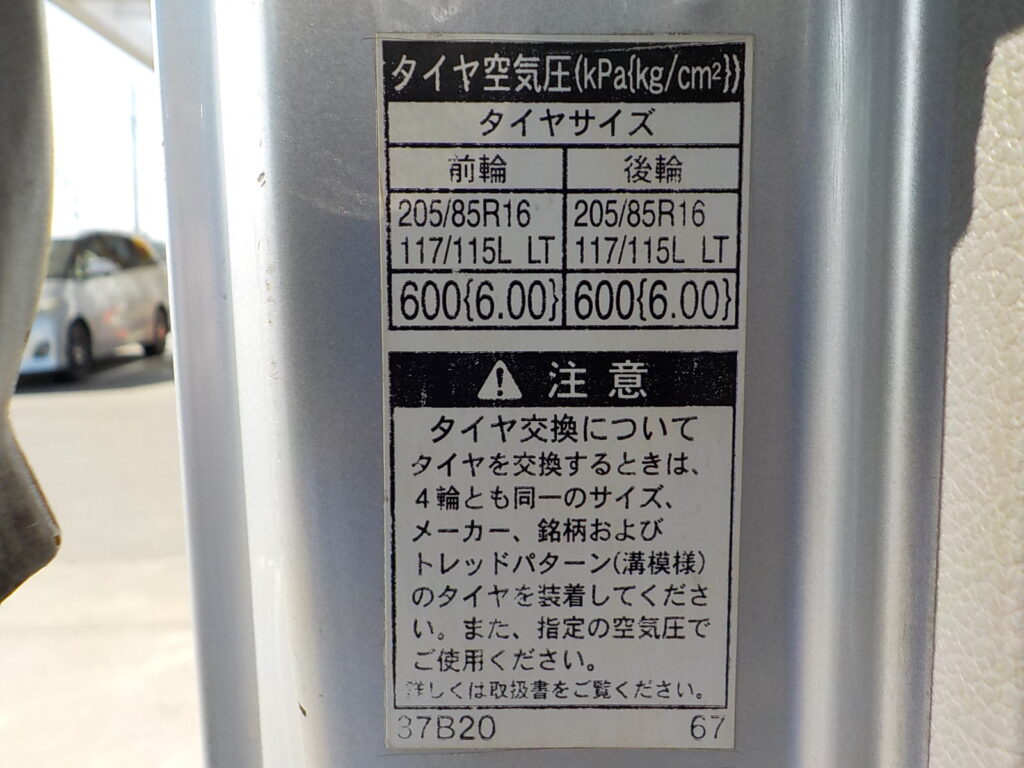 タイヤ空気圧(kPa{kg/cm²})
タイヤサイズ
前輪 後輪
205/85R16 205/85R16
117/115L LT 117/115L LT
600{6.00} 600{6.00}
注意
タイヤ交換について
タイヤを交換するときは、
4輪とも同一のサイズ、
メーカー、銘柄および
トレッドパターン(溝模様)
のタイヤを装着してくださ
い。また、指定の空気圧で
ご使用ください。
詳しくは取扱書をご覧ください。
37B20 67